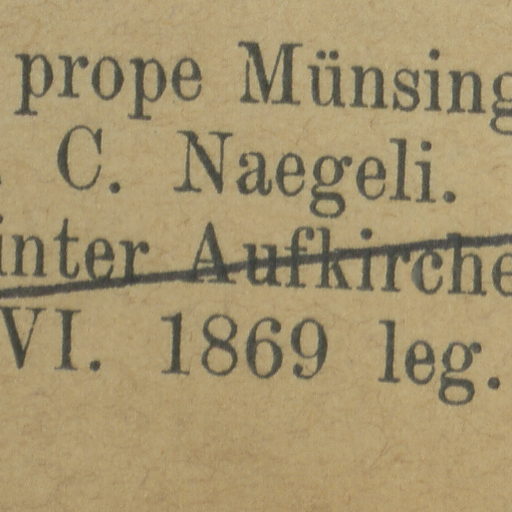 prope Münsing
. C. Naegeli.
inter Aufkirche
VI. 1869 leg.